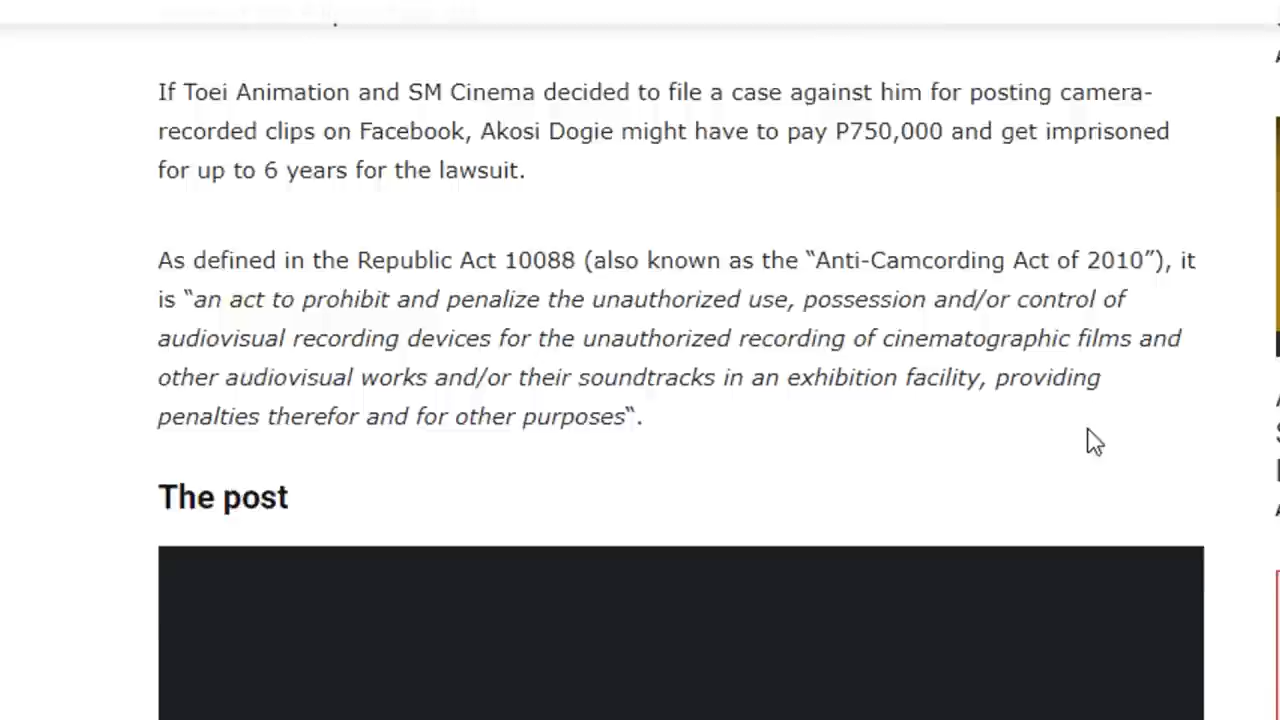 If Toei Animation and SM Cinema decided to file a case against him for posting camera-
recorded clips on Facebook, Akosi Dogie might have to pay P750,000 and get imprisoned
for up to 6 years for the lawsuit.
As defined in the Republic Act 10088 (also known as the “Anti-Camcording Act of 2010”), it
is “an act to prohibit and penalize the unauthorized use, possession and/or control of
audiovisual recording devices for the unauthorized recording of cinematographic films and
other audiovisual works and/or their soundtracks in an exhibition facility, providing
penalties therefor and for other purposes“.
The post